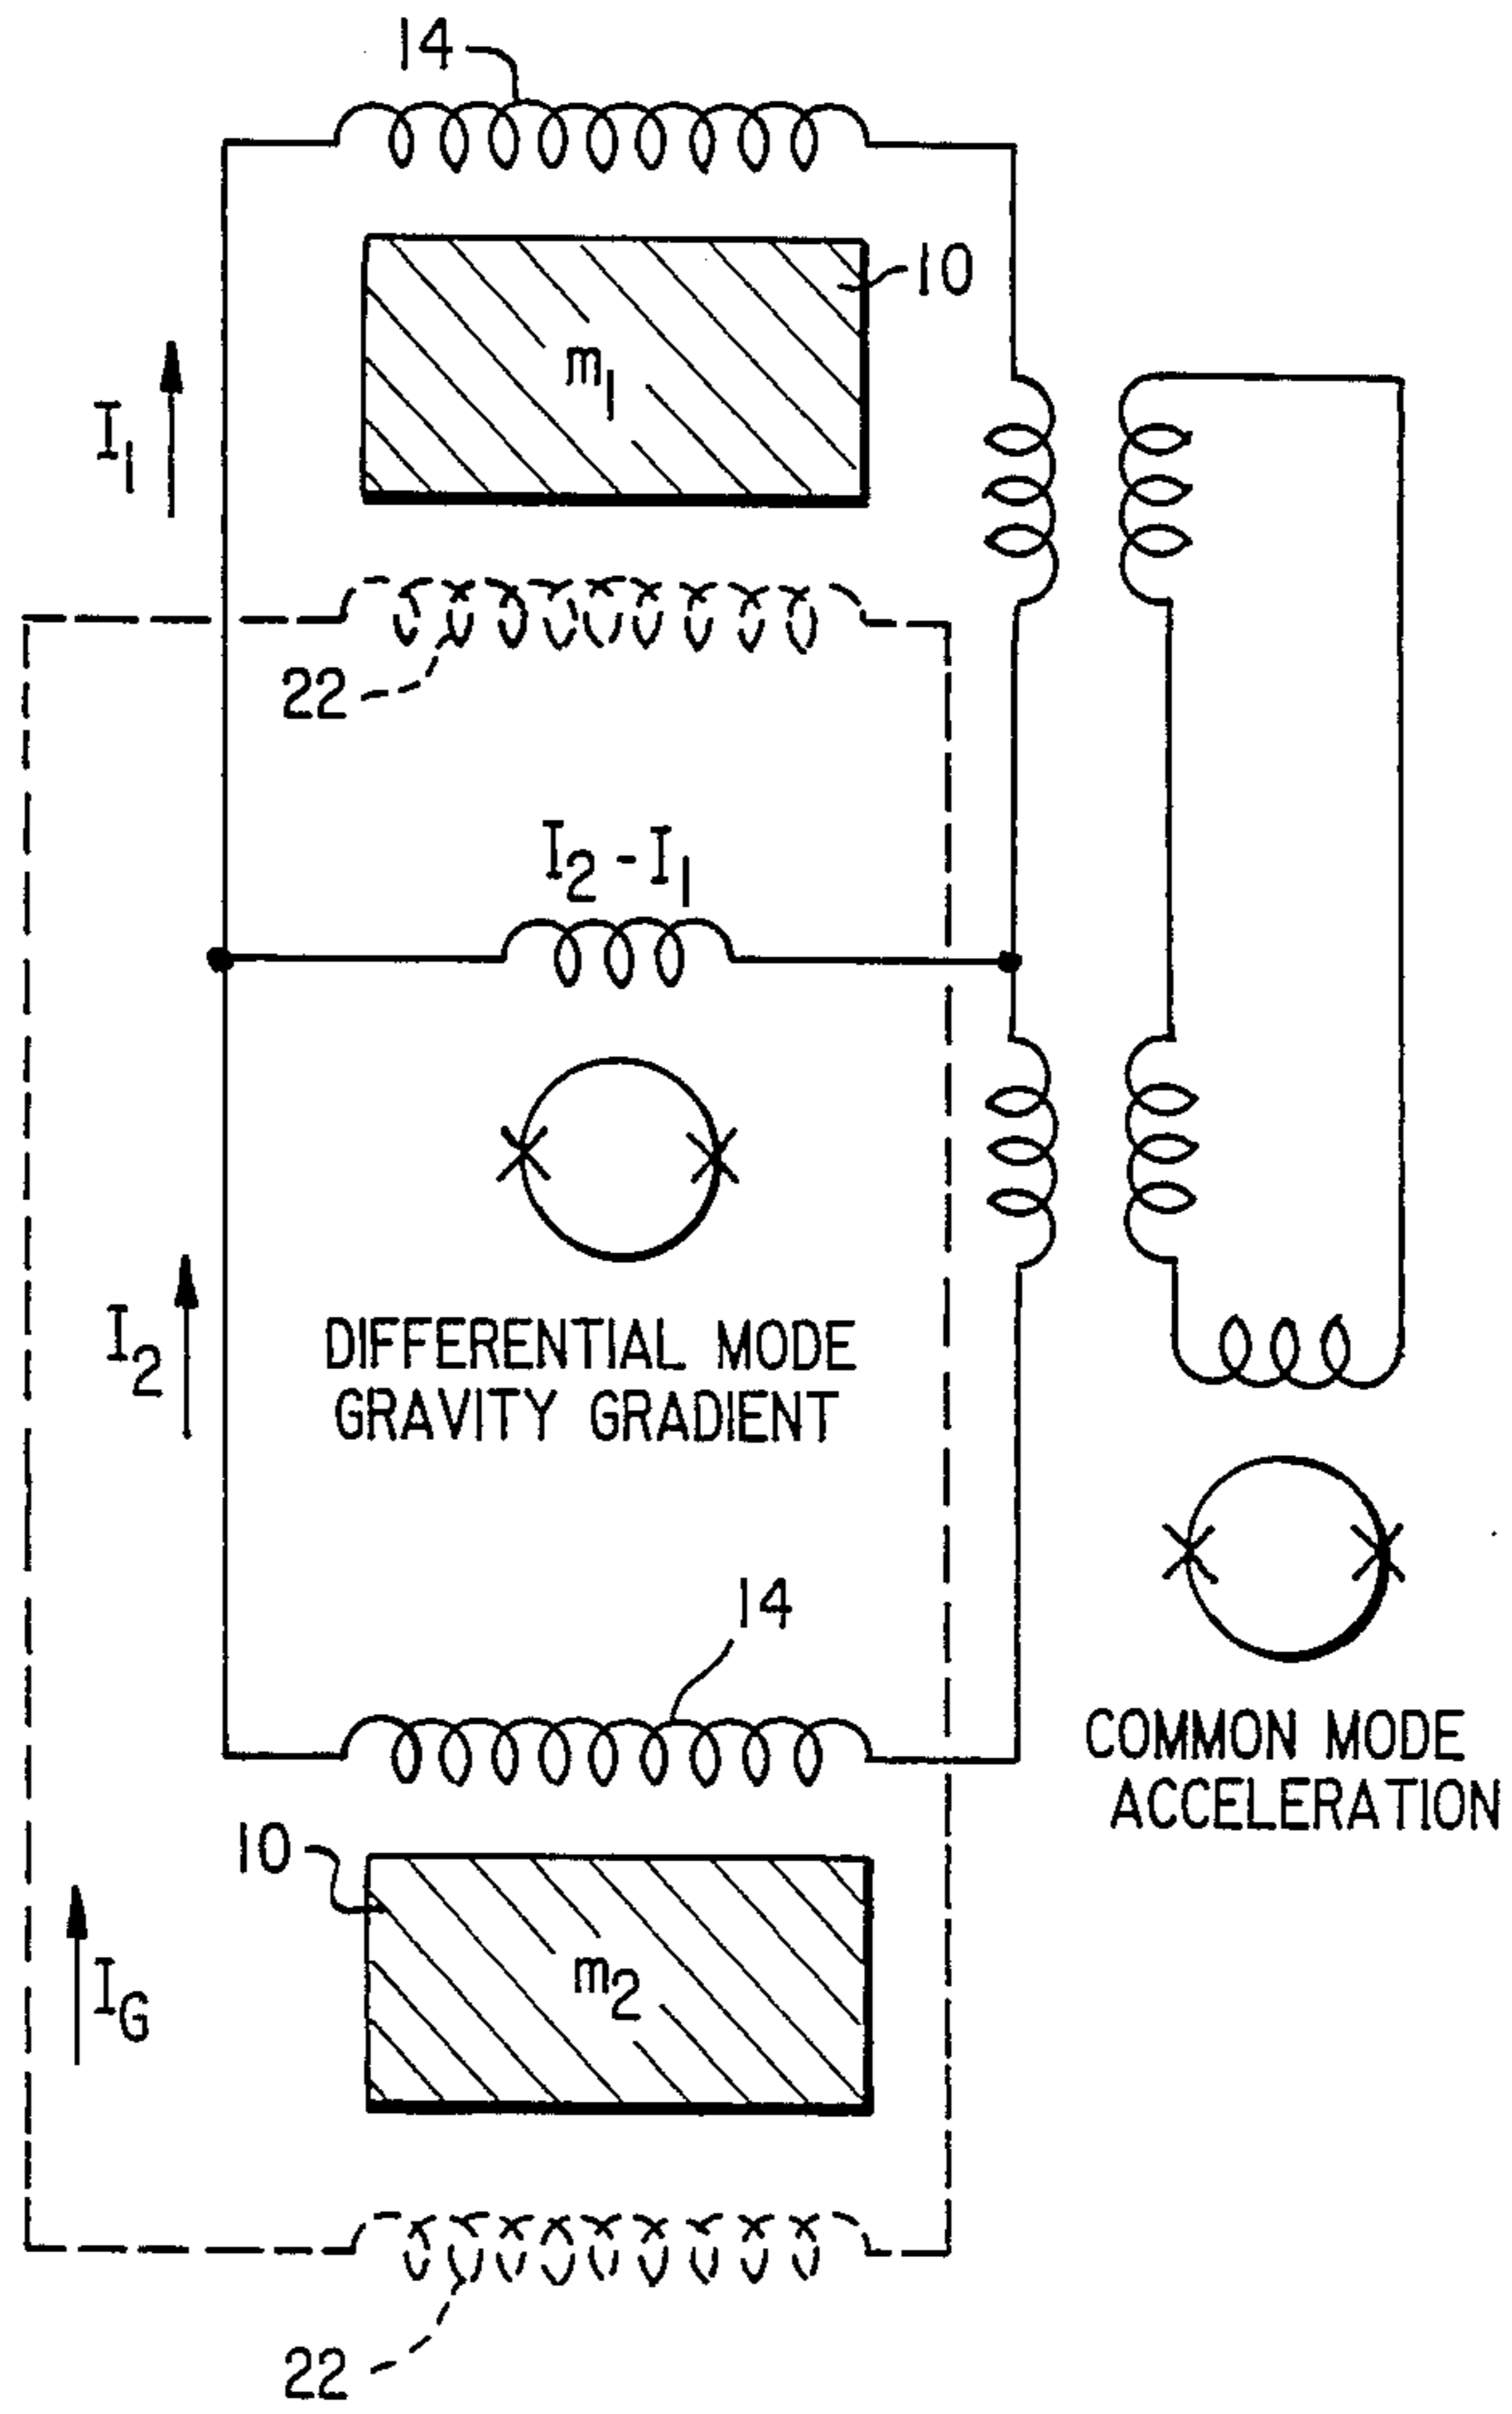 14
10
m1
I1
22
I2-I1
I2
DIFFERENTIAL MODE
GRAVITY GRADIENT
14
COMMON MODE
ACCELERATION
10
m2
IG
22